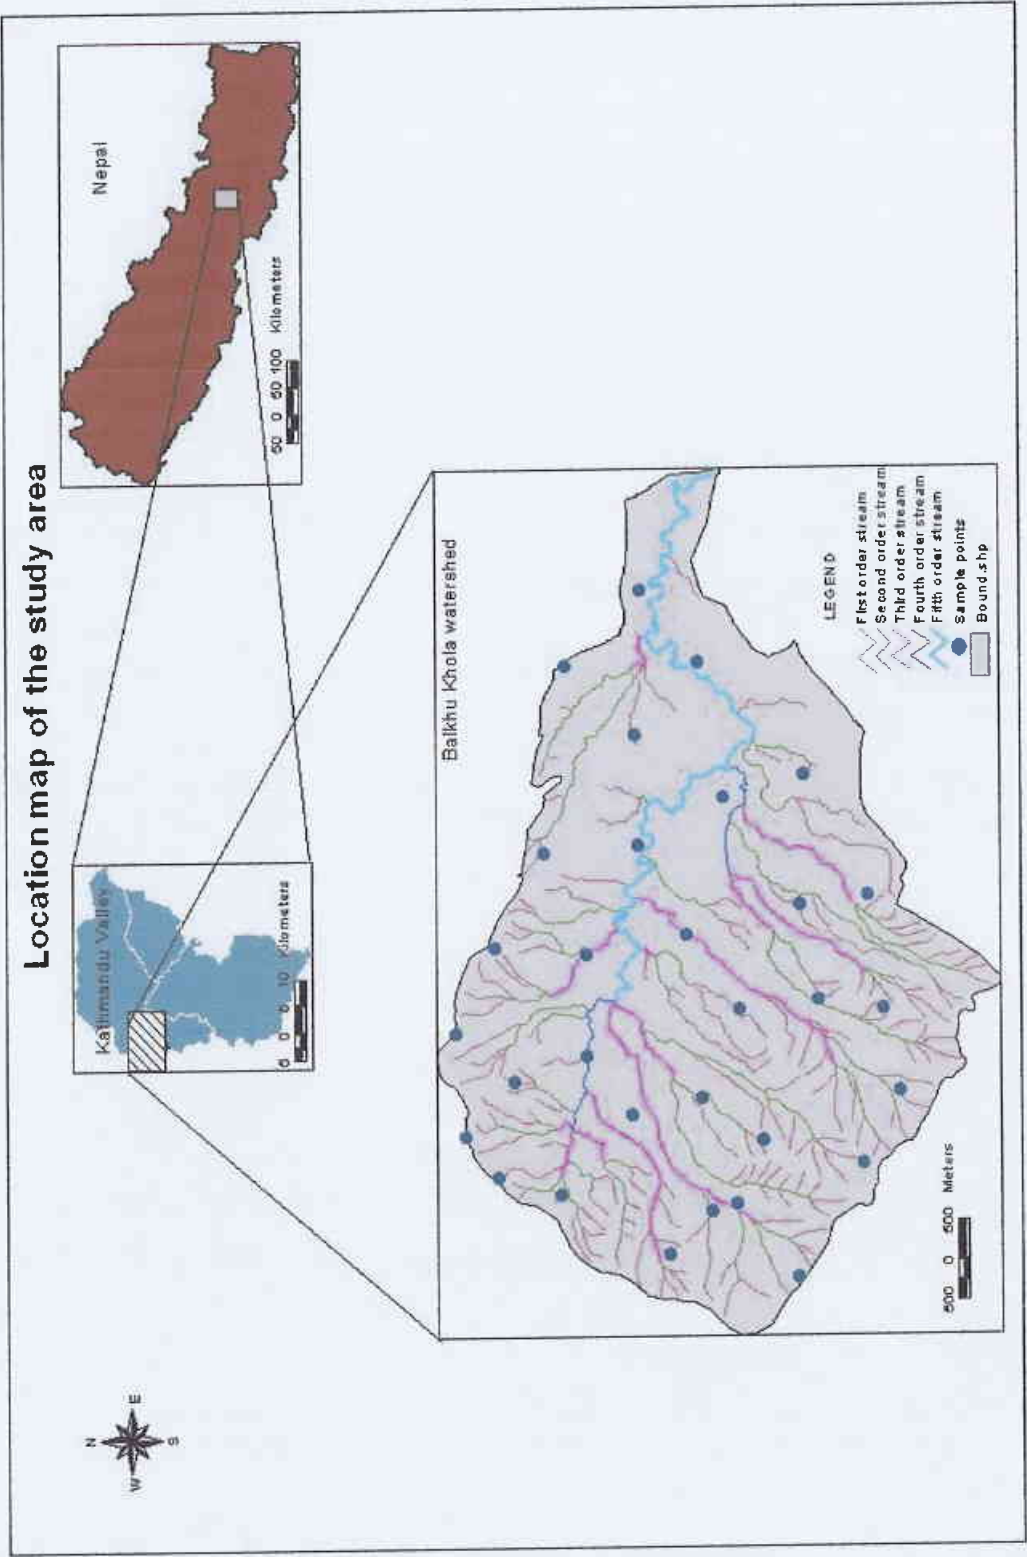 Location map of the study area
N
W
E
S
Kathmandu Valley
5 0 5 10 Kilometers
Nepal
50 0 50 100 Kilometers
Balkhu Khola watershed
LEGEND
First order stream
Second order stream
Third order stream
Fourth order stream
Fifth order stream
Sample points
Bound.shp
500 0 500 Meters